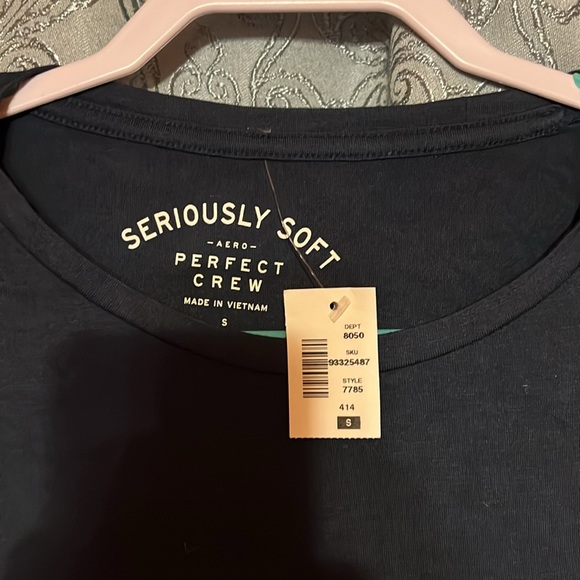 SERIOUSLY SOFT
-AERO-
PERFECT
CREW
MADE IN VIETNAM
S
DEPT
8050
SKU
93325487
STYLE
7785
414
S